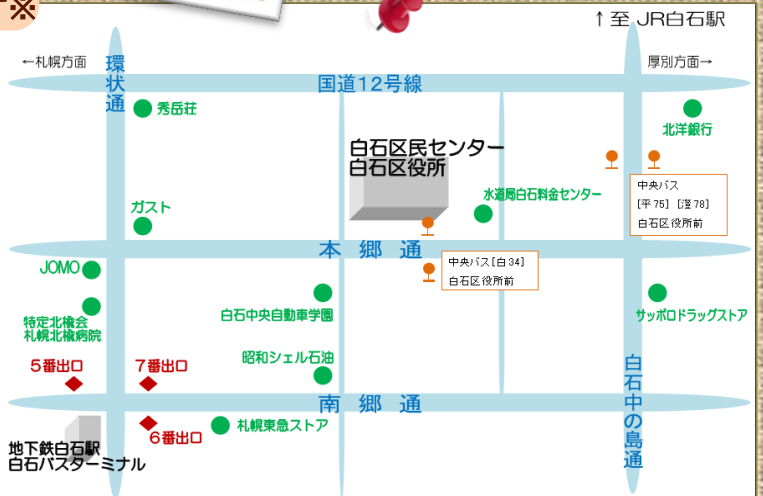 ※
↑至 JR白石駅
←札幌方面
環状通
国道12号線
厚別方面→
秀岳荘
北洋銀行
白石区民センター
白石区役所
中央バス
[平75] [澄78]
白石区役所前
水道局白石料金センター
ガスト
本郷通
JOMO
中央バス[白34]
白石区役所前
特定北楡会
札幌北楡病院
白石中央自動車学園
サッポロドラッグストア
5番出口
7番出口
昭和シェル石油
白石中の島通
南郷通
6番出口
札幌東急ストア
地下鉄白石駅
白石バスターミナル